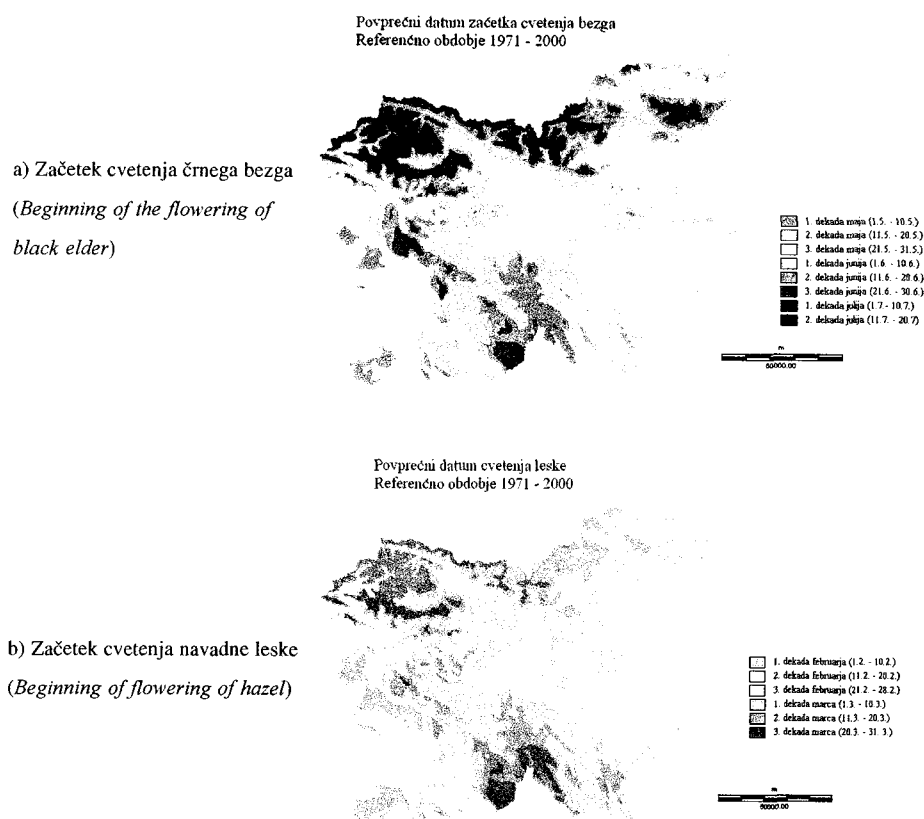 Povprečni datum začetka cvetenja bezga
Referenčno obdobje 1971 - 2000
a) Začetek cvetenja črnega bezga
(Beginning of the flowering of
black elder)
1. dekada maja (1.5. - 10.5.)
2. dekada maja (11.5. - 20.5.)
3. dekada maja (21.5. - 31.5.)
1. dekada junija (1.6. - 10.6.)
2. dekada junija (11.6. - 20.6.)
3. dekada junija (21.6. - 30.6.)
1. dekada julija (1.7. - 10.7.)
2. dekada julija (11.7. - 20.7)
m
60000.00
Povprečni datum cvetenja leske
Referenčno obdobje 1971 - 2000
b) Začetek cvetenja navadne leske
(Beginning of flowering of hazel)
1. dekada februarja (1.2. - 10.2.)
2. dekada februarja (11.2. - 20.2.)
3. dekada februarja (21.2. - 28.2.)
1. dekada marca (1.3. - 10.3.)
2. dekada marca (11.3. - 20.3.)
3. dekada marca (20.3. - 31. 3.)
m